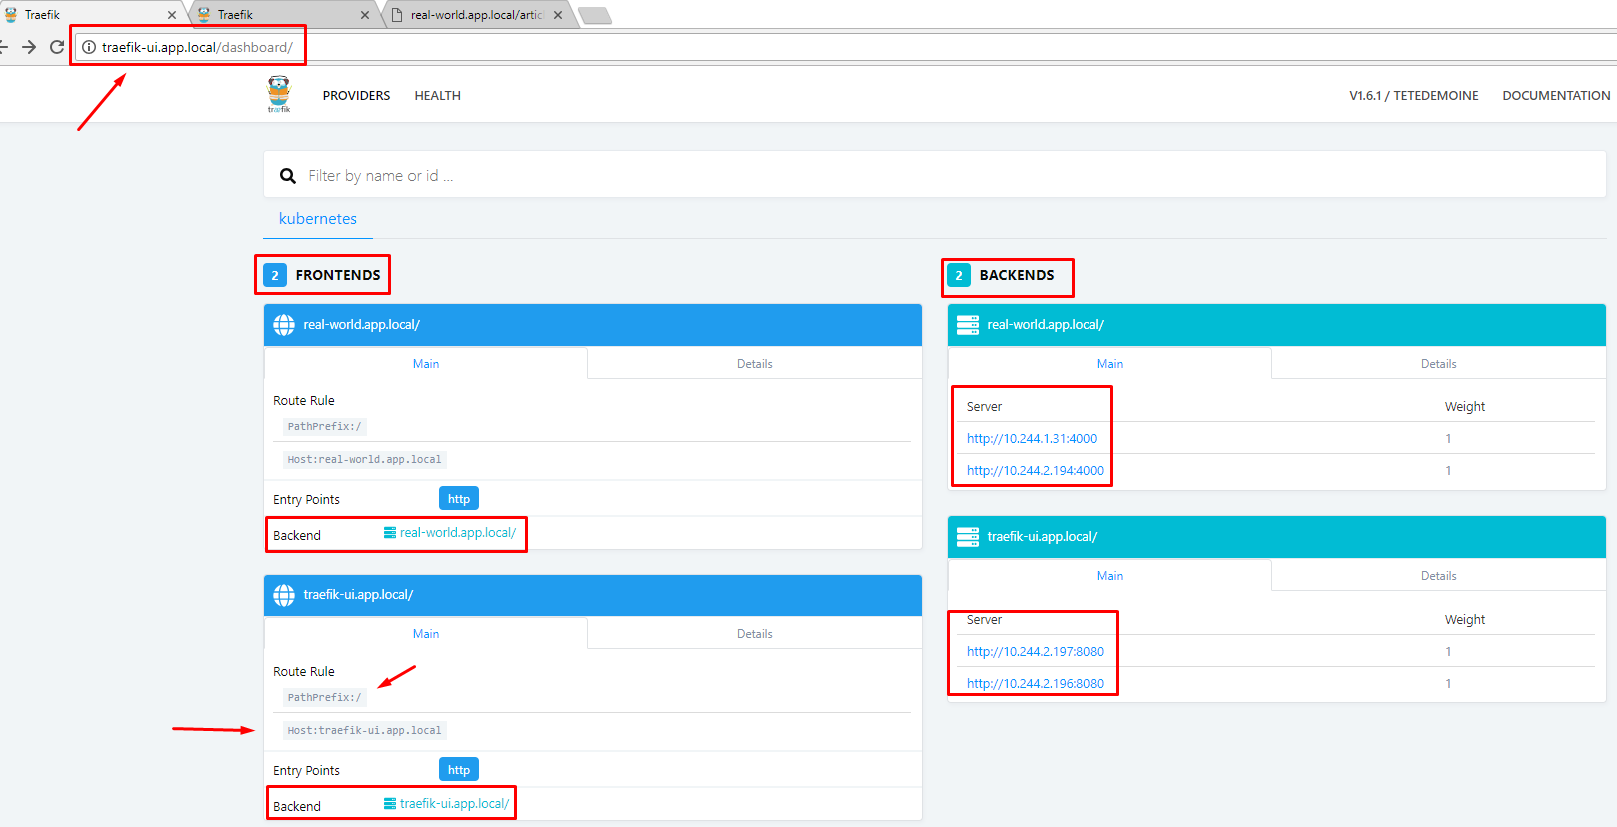 Traefik
Traefik
real-world.app.local/artic
traefik-ui.app.local/dashboard/
træfik
PROVIDERS
HEALTH
V1.6.1 / TETEDEMOINE
DOCUMENTATION
Filter by name or id ...
kubernetes
2 FRONTENDS
real-world.app.local/
Main
Details
Route Rule
PathPrefix:/
Host:real-world.app.local
Entry Points http
Backend real-world.app.local/
traefik-ui.app.local/
Main
Details
Route Rule
PathPrefix:/
Host:traefik-ui.app.local
Entry Points http
Backend traefik-ui.app.local/
2 BACKENDS
real-world.app.local/
Main
Details
Server Weight
http://10.244.1.31:4000 1
http://10.244.2.194:4000 1
traefik-ui.app.local/
Main
Details
Server Weight
http://10.244.2.197:8080 1
http://10.244.2.196:8080 1